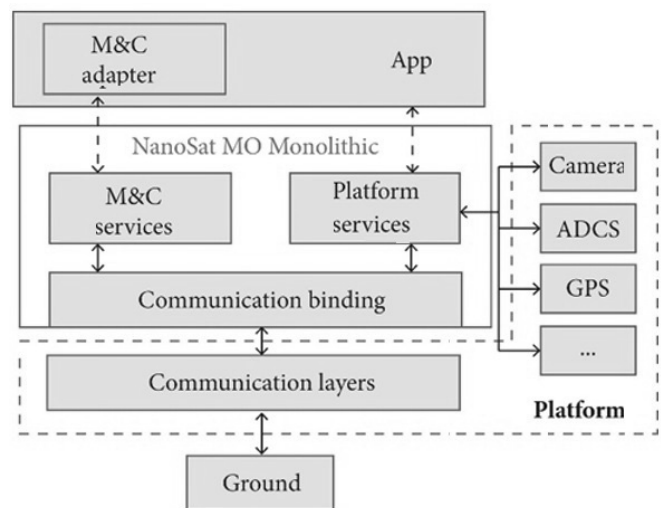 M&C
adapter
App
NanoSat MO Monolithic
M&C
services
Platform
services
Camera
ADCS
GPS
...
Communication binding
Communication layers
Platform
Ground